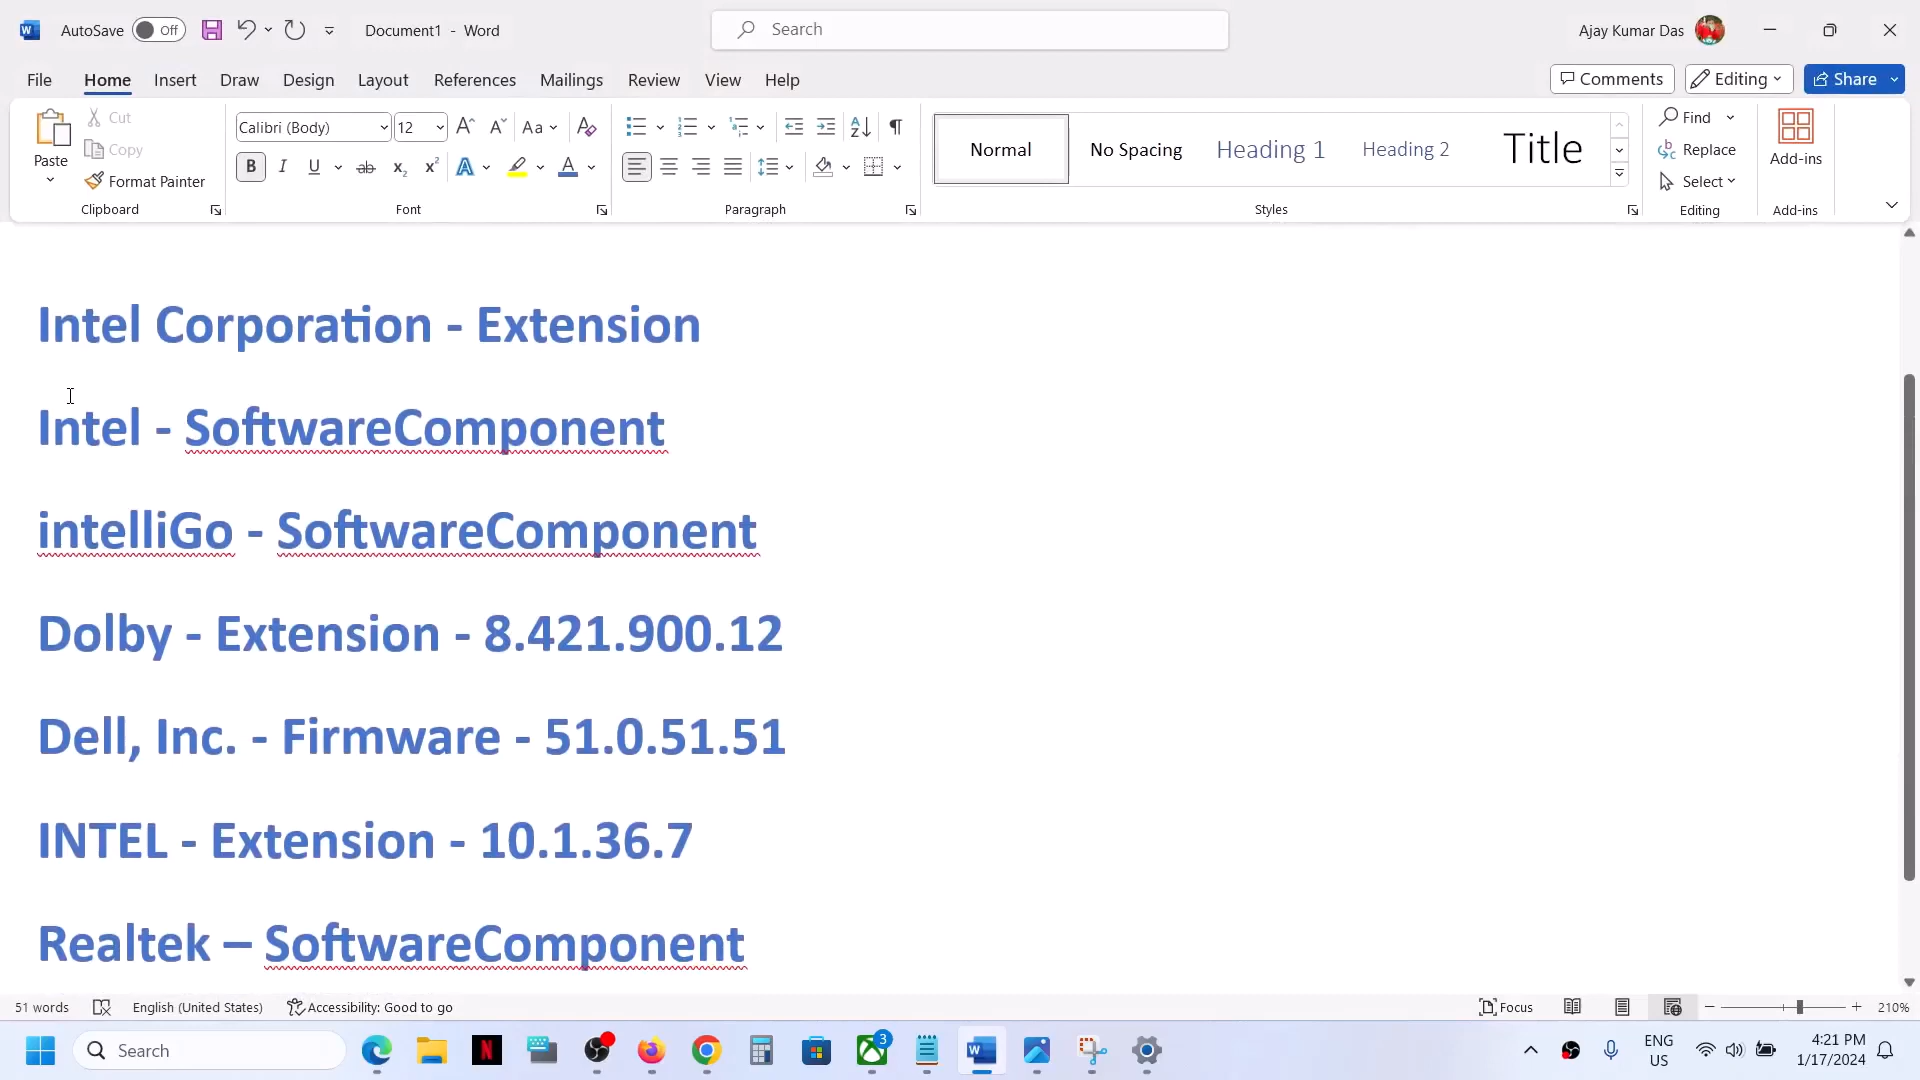 AutoSave Off Document1 - Word Search Ajay Kumar Das
File Home Insert Draw Design Layout References Mailings Review View Help Comments Editing Share
Paste Cut Copy Format Painter Clipboard
Calibri (Body) 12 Aa
B I U ab x₂ x² A A Font
Paragraph
Normal No Spacing Heading 1 Heading 2 Title
Styles
Find
Replace
Select
Editing
Add-ins
Add-ins
Intel Corporation - Extension
Intel - SoftwareComponent
intelliGo - SoftwareComponent
Dolby - Extension - 8.421.900.12
Dell, Inc. - Firmware - 51.0.51.51
INTEL - Extension - 10.1.36.7
Realtek – SoftwareComponent
51 words English (United States) Accessibility: Good to go Focus 210%
Search 3 ENG US 4:21 PM 1/17/2024